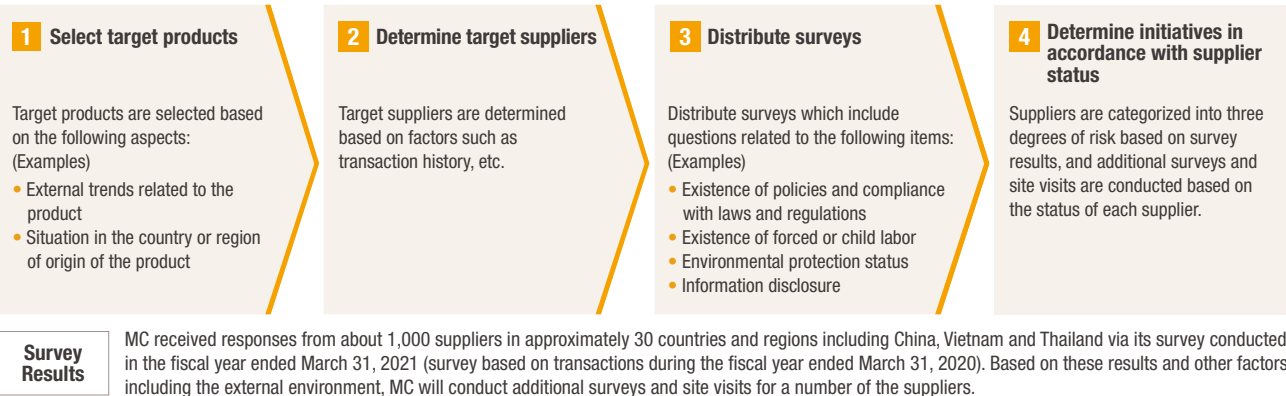 1 Select target products
Target products are selected based
on the following aspects:
(Examples)
• External trends related to the
product
• Situation in the country or region
of origin of the product
2 Determine target suppliers
Target suppliers are determined
based on factors such as
transaction history, etc.
3 Distribute surveys
Distribute surveys which include
questions related to the following items:
(Examples)
• Existence of policies and compliance
with laws and regulations
• Existence of forced or child labor
• Environmental protection status
• Information disclosure
4 Determine initiatives in
accordance with supplier
status
Suppliers are categorized into three
degrees of risk based on survey
results, and additional surveys and
site visits are conducted based on
the status of each supplier.
Survey
Results
MC received responses from about 1,000 suppliers in approximately 30 countries and regions including China, Vietnam and Thailand via its survey conducted
in the fiscal year ended March 31, 2021 (survey based on transactions during the fiscal year ended March 31, 2020). Based on these results and other factors
including the external environment, MC will conduct additional surveys and site visits for a number of the suppliers.